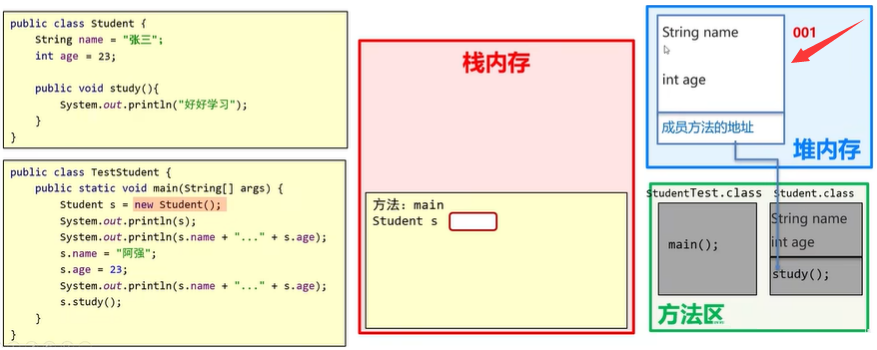 public class Student {
    String name = "张三";
    int age = 23;
    public void study(){
        System.out.println("好好学习");
    }
}
public class TestStudent {
    public static void main(String[] args) {
        Student s = new Student();
        System.out.println(s);
        System.out.println(s.name + "..." + s.age);
        s.name = "阿强";
        s.age = 23;
        System.out.println(s.name + "..." + s.age);
        s.study();
    }
}
栈内存
方法：main
Student s
String name
001
int age
成员方法的地址
堆内存
StudentTest.class
Student.class
main();
String name
int age
study();
方法区